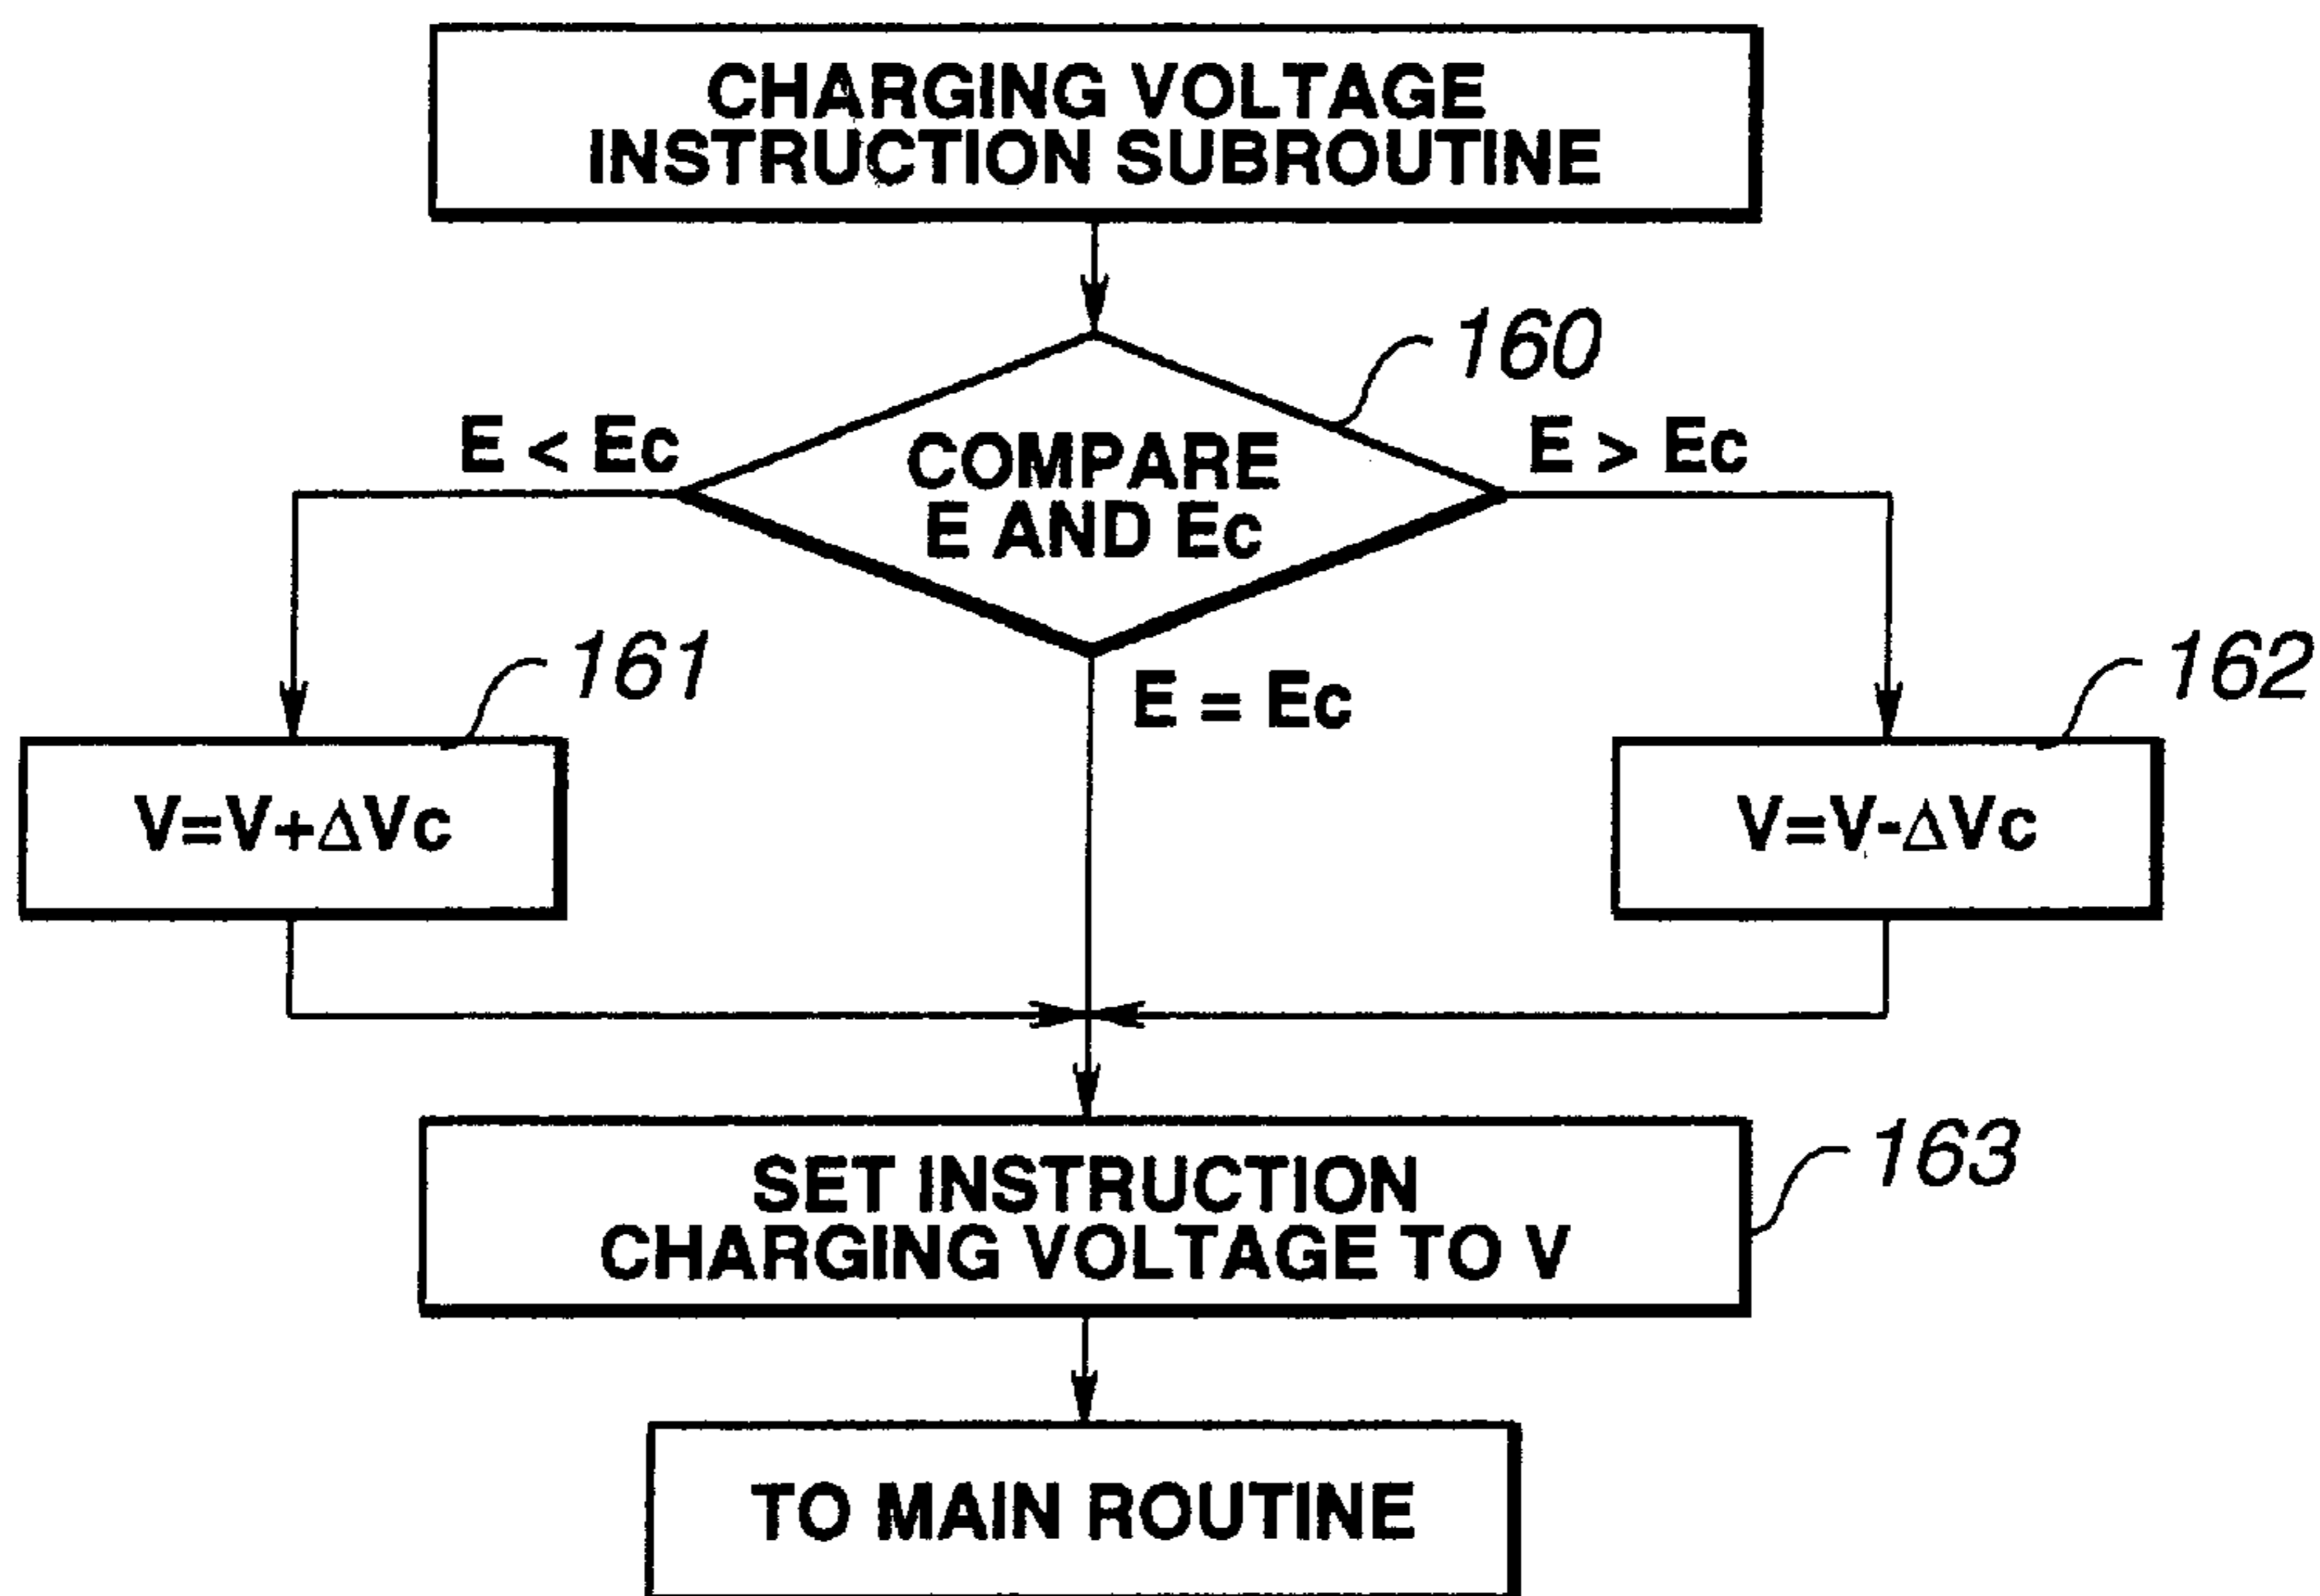 CHARGING VOLTAGE
INSTRUCTION SUBROUTINE
160
E < Ec
COMPARE
E AND Ec
E > Ec
161
E = Ec
162
V=V+ΔVc
V=V-ΔVc
SET INSTRUCTION
CHARGING VOLTAGE TO V
163
TO MAIN ROUTINE